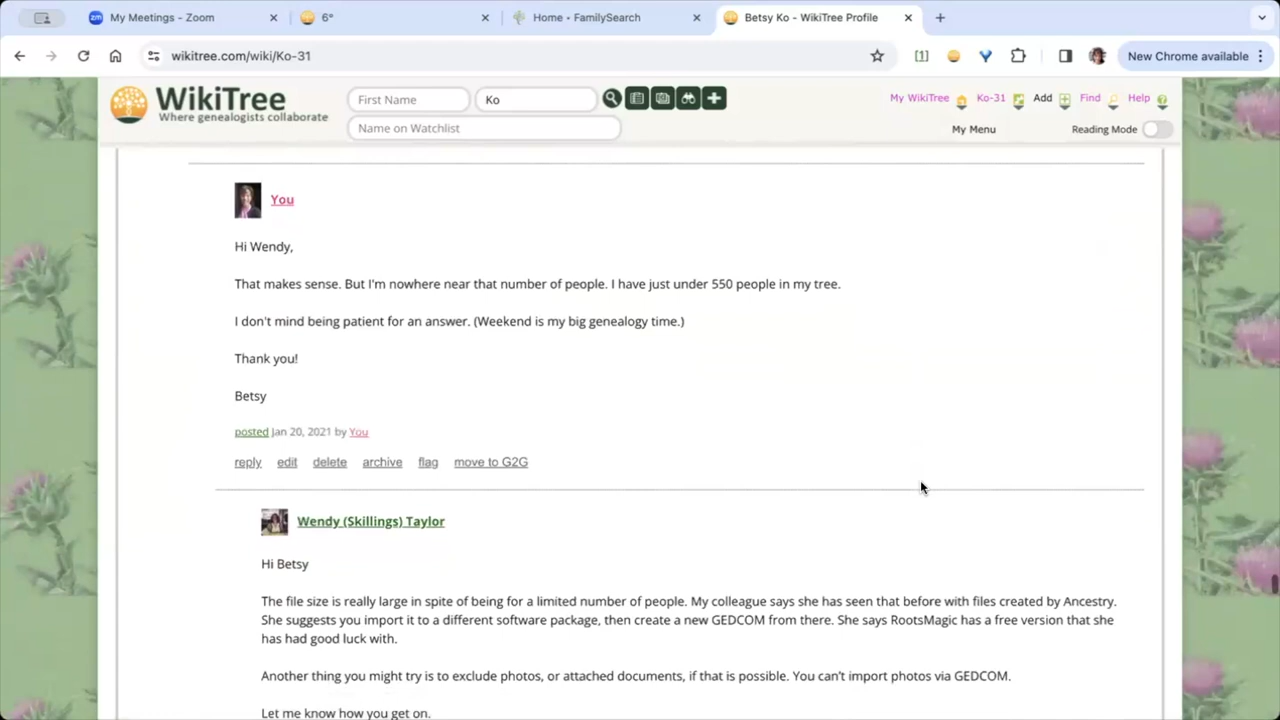 My Meetings - Zoom
6°
Home • FamilySearch
Betsy Ko - WikiTree Profile
wikitree.com/wiki/Ko-31
[1]
New Chrome available
WikiTree
Where genealogists collaborate
First Name
Ko
Name on Watchlist
My WikiTree
Ko-31
Add
Find
Help
My Menu
Reading Mode
You
Hi Wendy,
That makes sense. But I'm nowhere near that number of people. I have just under 550 people in my tree.
I don't mind being patient for an answer. (Weekend is my big genealogy time.)
Thank you!
Betsy
posted Jan 20, 2021 by You
reply edit delete archive flag move to G2G
Wendy (Skillings) Taylor
Hi Betsy
The file size is really large in spite of being for a limited number of people. My colleague says she has seen that before with files created by Ancestry.
She suggests you import it to a different software package, then create a new GEDCOM from there. She says RootsMagic has a free version that she
has had good luck with.
Another thing you might try is to exclude photos, or attached documents, if that is possible. You can't import photos via GEDCOM.
Let me know how you get on.